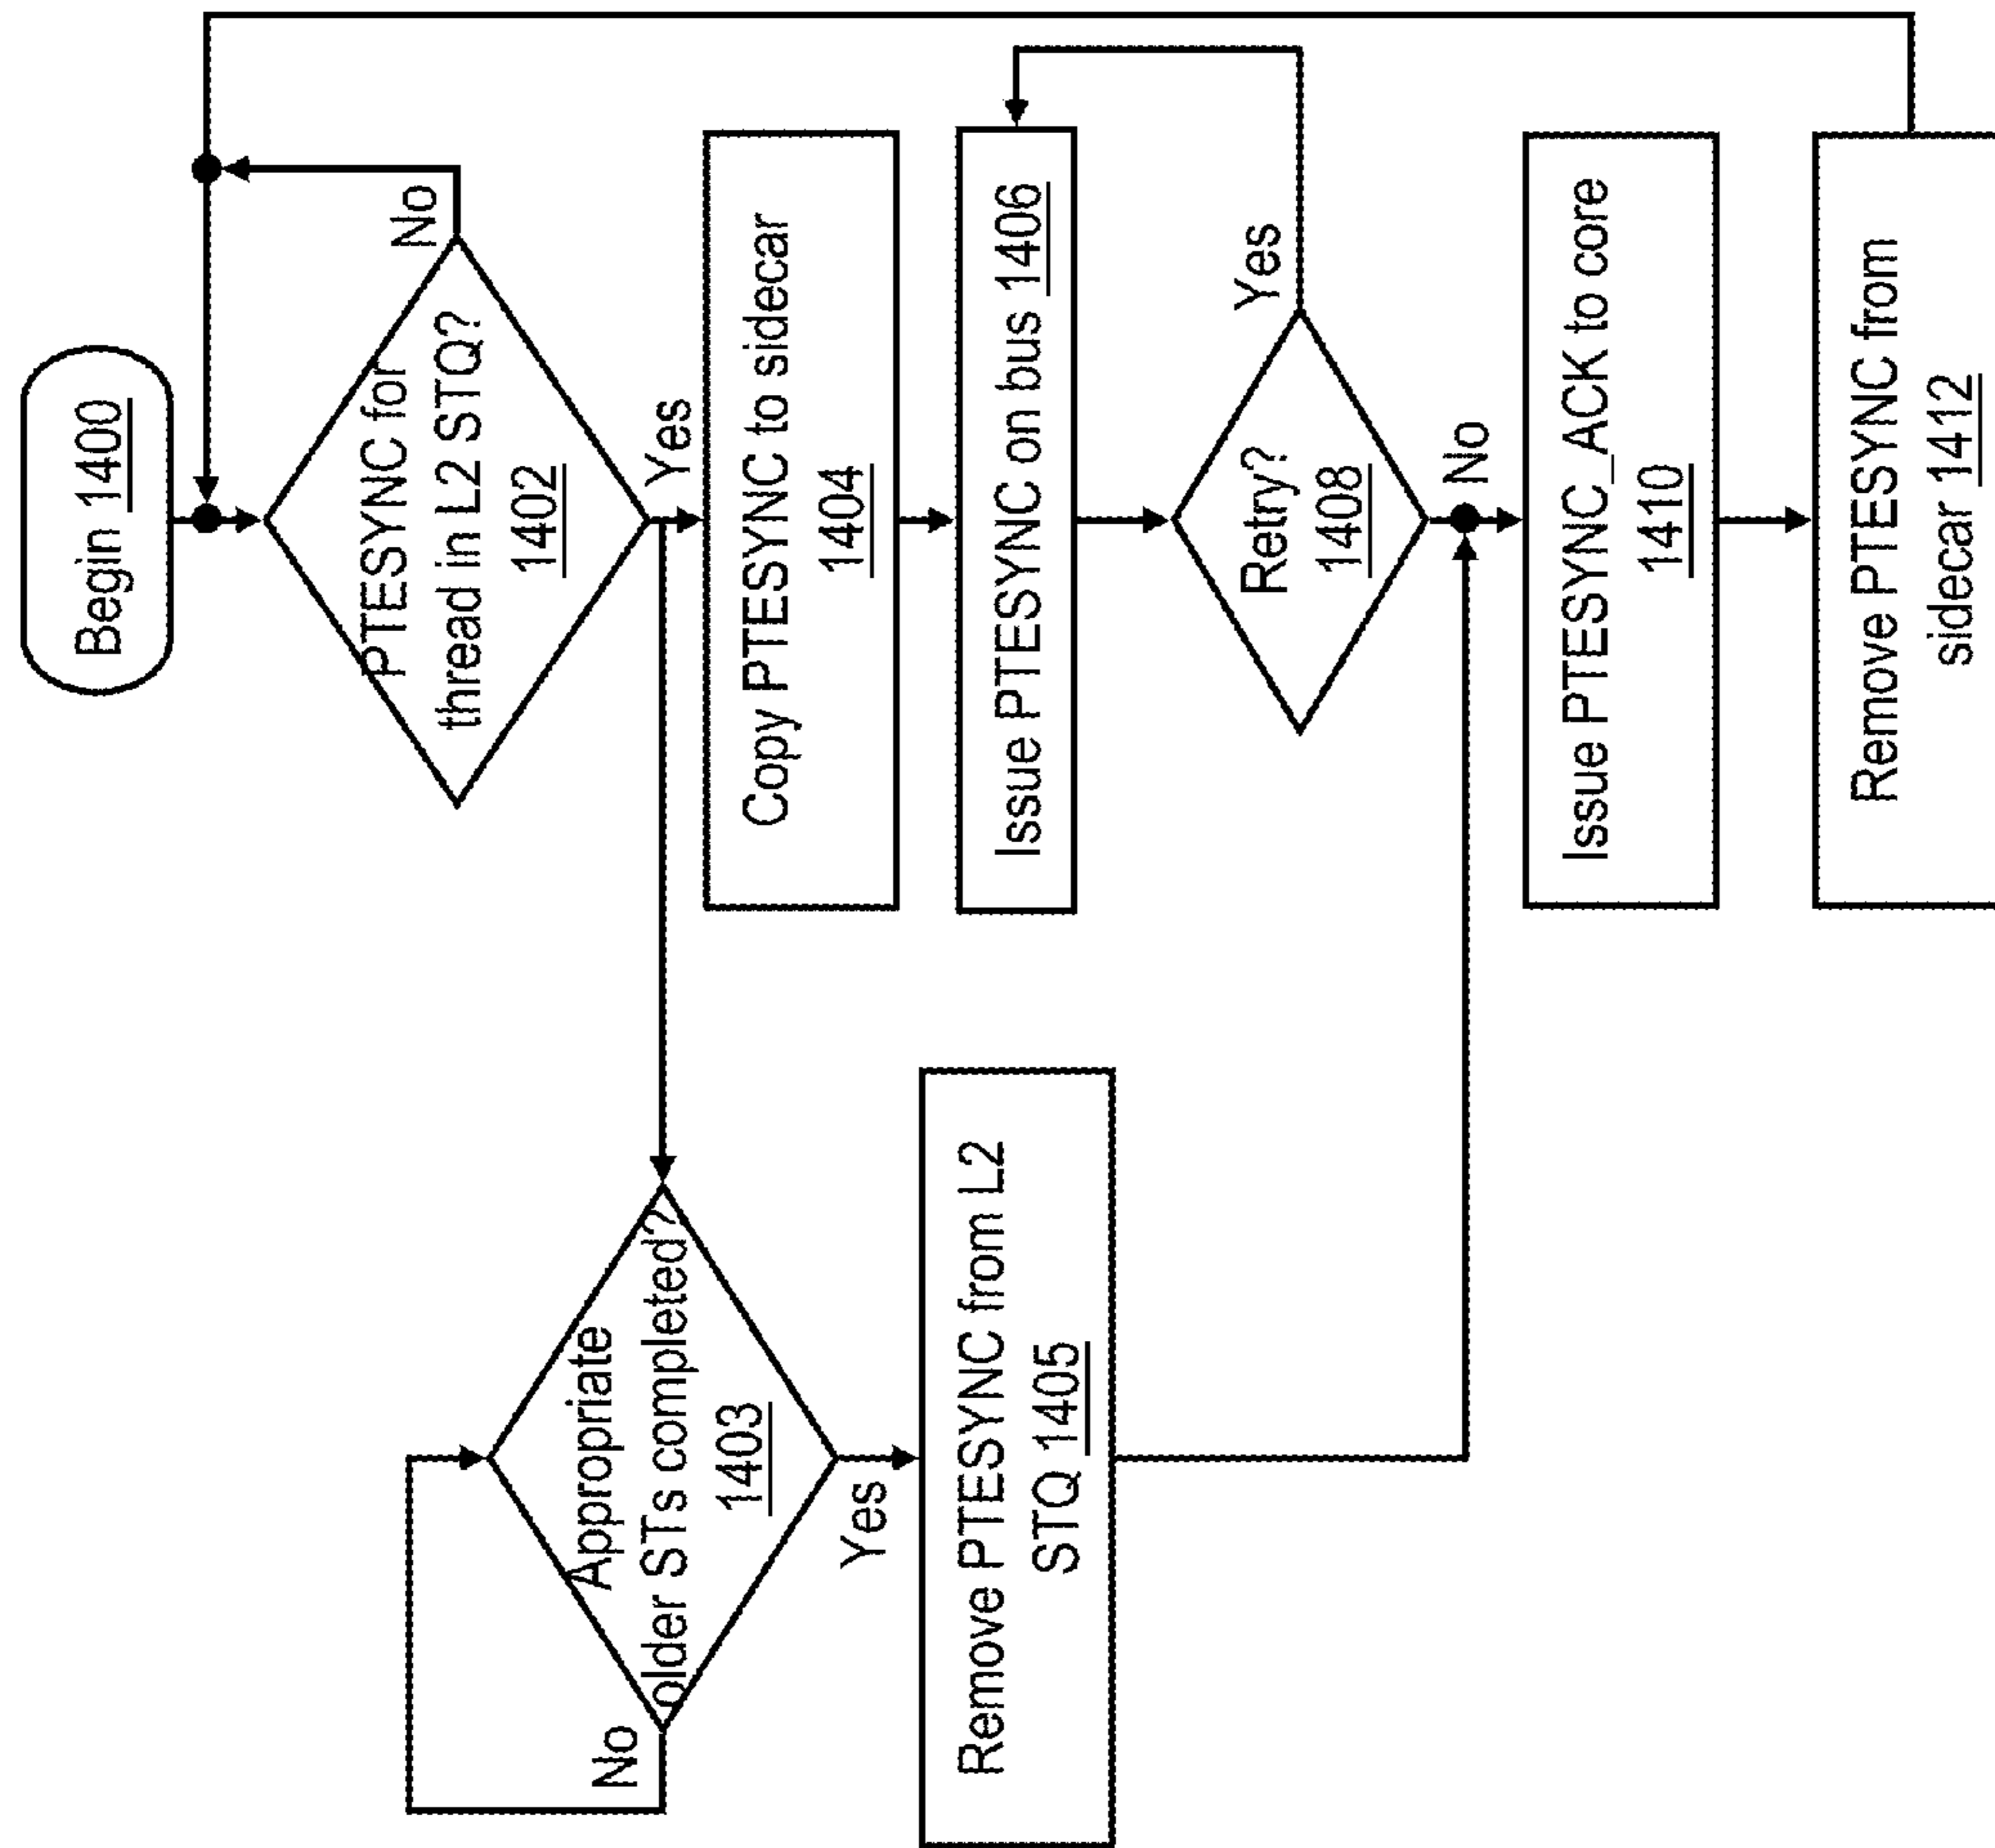 Begin 1400
PTESYNC for
thread in L2 STQ?
1402
No
Yes
Appropriate
older STs completed?
1403
No
Yes
Copy PTESYNC to sidecar
1404
Remove PTESYNC from L2
STQ 1405
Issue PTESYNC on bus 1406
Retry?
1408
Yes
No
Issue PTESYNC_ACK to core
1410
Remove PTESYNC from
sidecar 1412